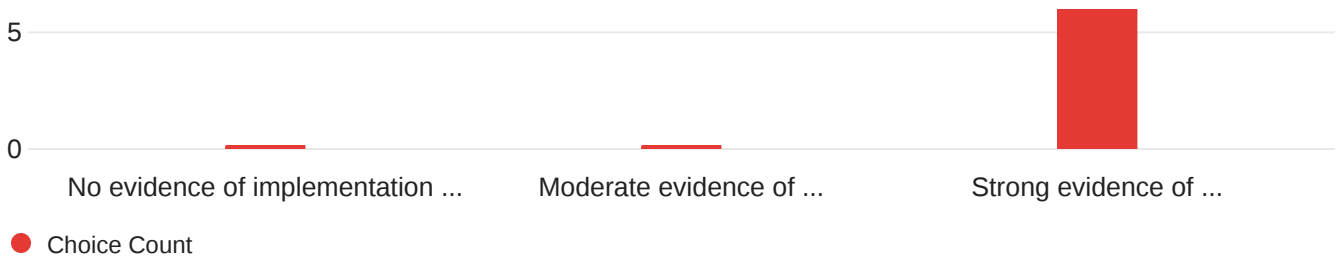 5
0
No evidence of implementation ...
Moderate evidence of ...
Strong evidence of ...
Choice Count